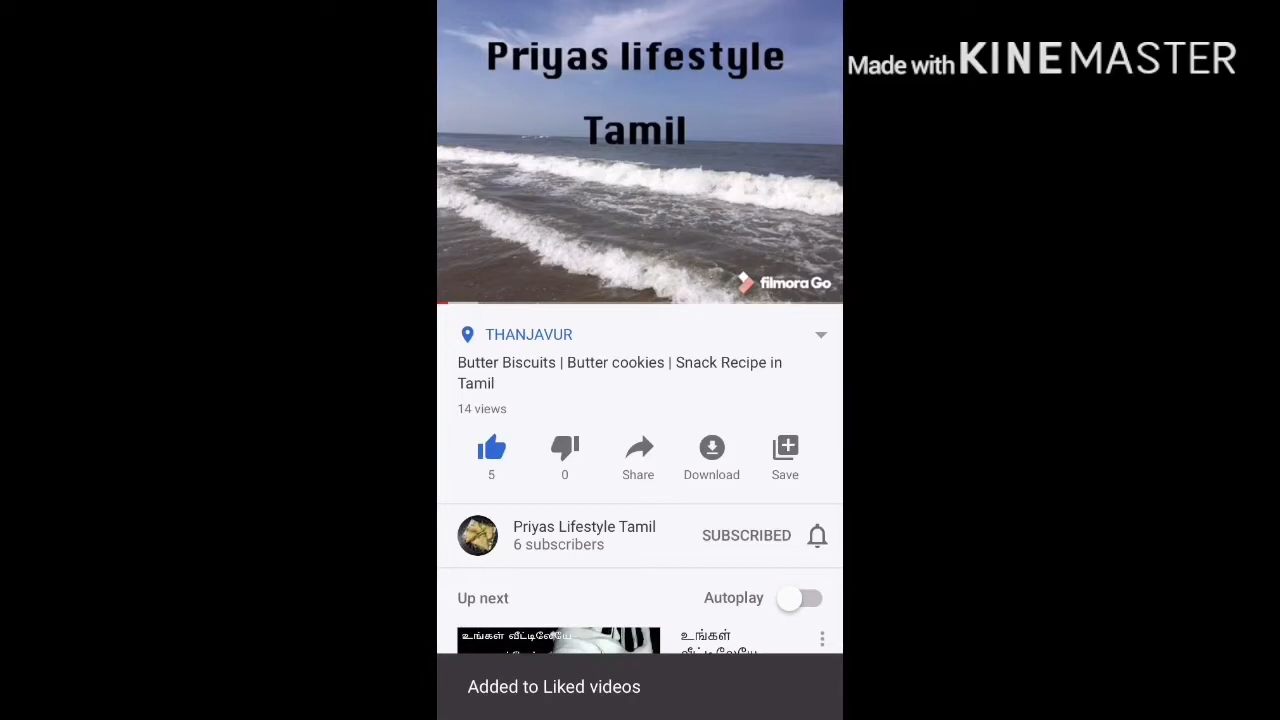 Priyas lifestyle
Tamil
Made with KINEMASTER
filmora Go
THANJAVUR
Butter Biscuits | Butter cookies | Snack Recipe in
Tamil
14 views
5
0
Share
Download
Save
Priyas Lifestyle Tamil
6 subscribers
SUBSCRIBED
Up next
Autoplay
உங்கள் வீட்டிலேயே
உங்கள்
வீட்டிலேயே
Added to Liked videos